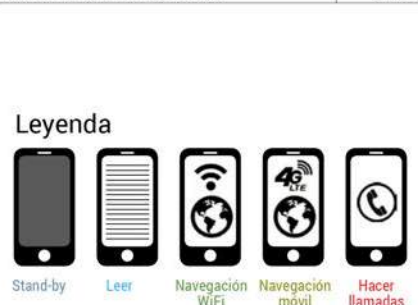 Leyenda
4G
LTE
Stand-by
Leer
Navegación
WiFi
Navegación
móvil
Hacer
llamadas